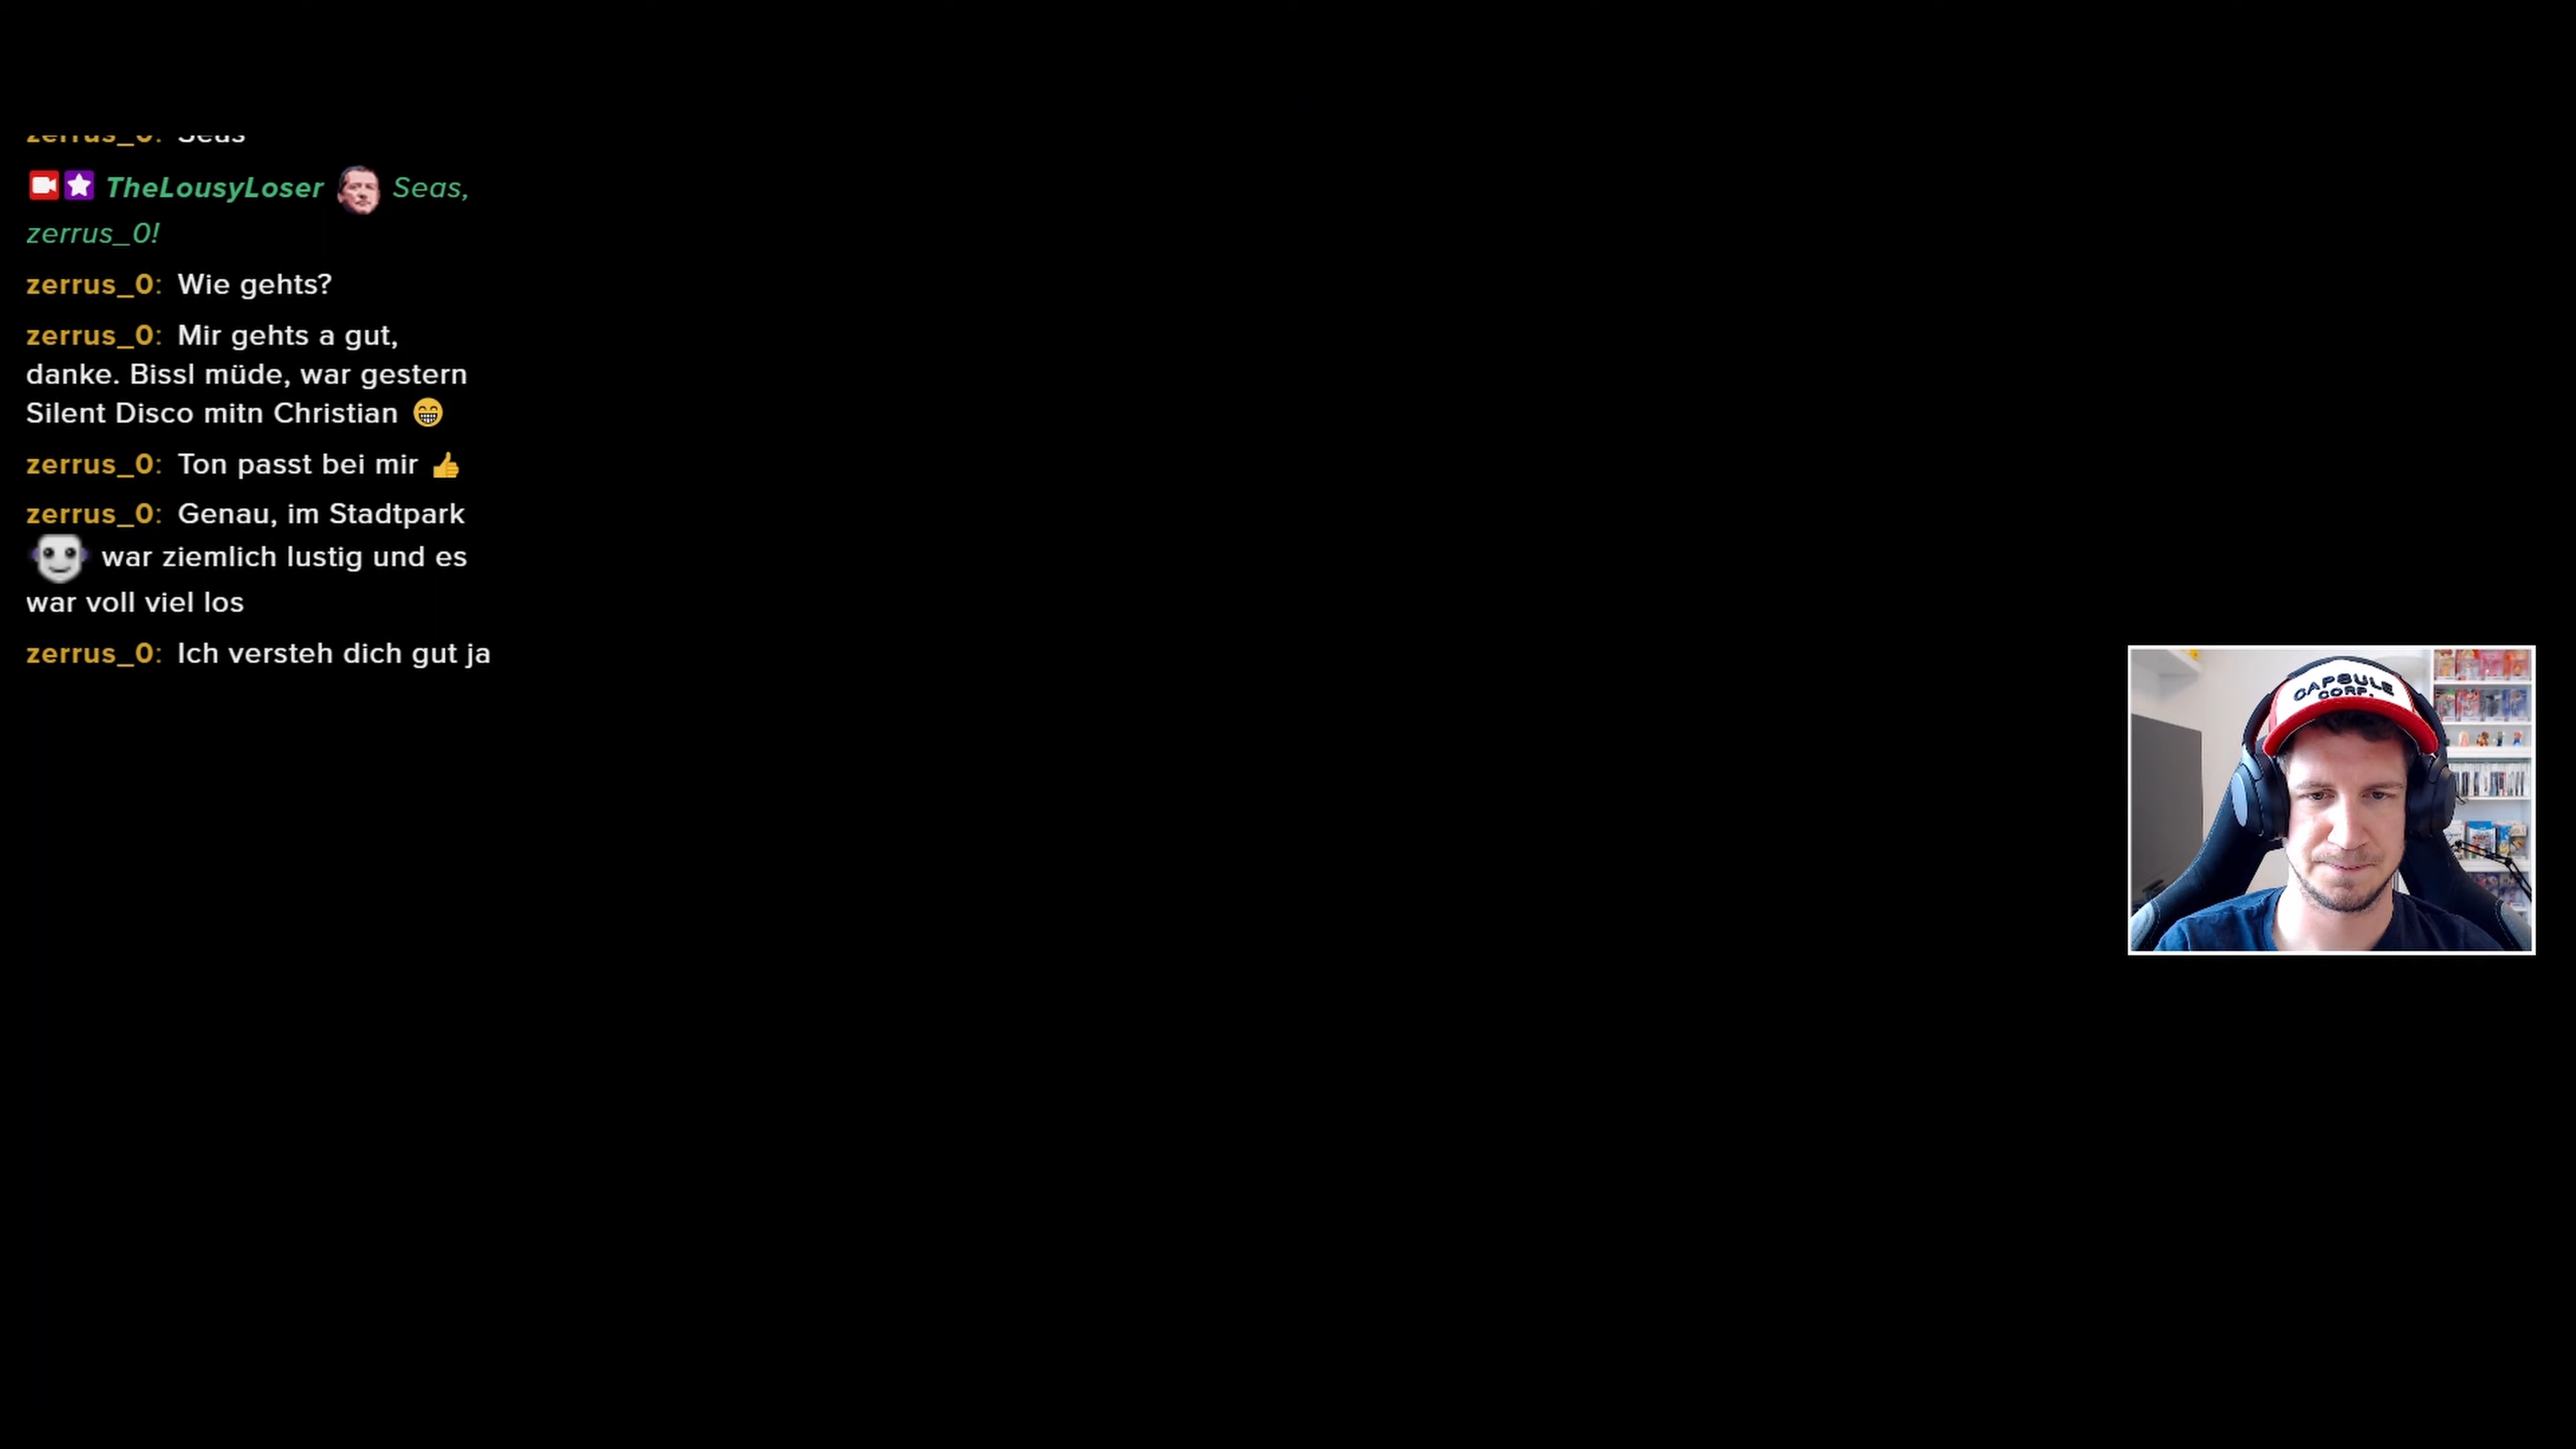 zerrus_0: Seas
TheLousyLoser Seas,
zerrus_0!
zerrus_0: Wie gehts?
zerrus_0: Mir gehts a gut,
danke. Bissl müde, war gestern
Silent Disco mitn Christian 😁
zerrus_0: Ton passt bei mir 👍
zerrus_0: Genau, im Stadtpark
war ziemlich lustig und es
war voll viel los
zerrus_0: Ich versteh dich gut ja
CAPSULE
CORP.